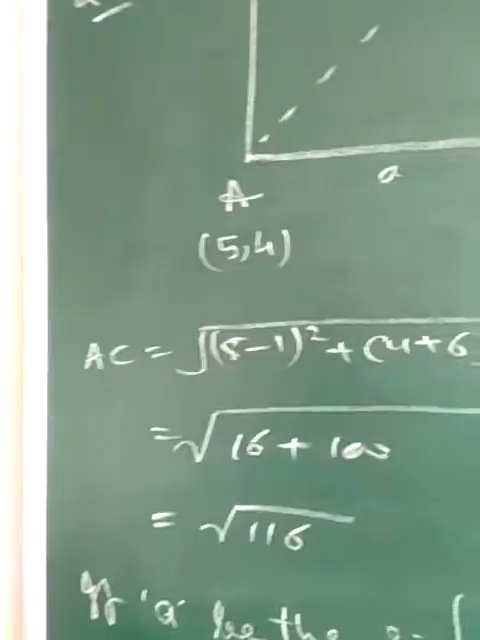 a
A
(5,4)
AC = √(5-1)² + (4+6
= √16 + 100
= √116
If 'a' be the